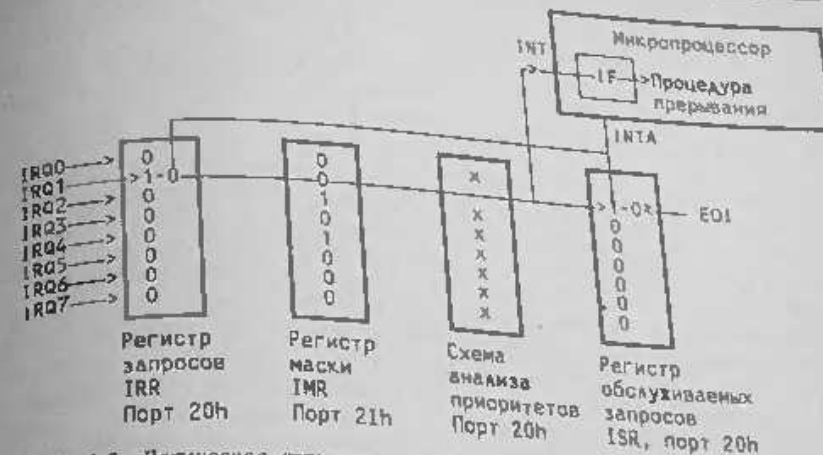 Микропроцессор
INT
IF
Процедура
прерывания
INTA
IRQ0
IRQ1
IRQ2
IRQ3
IRQ4
IRQ5
IRQ6
IRQ7
0
1-0
0
0
0
0
0
0
0
0
1
0
1
0
0
0
x
x
x
x
x
x
x
1-0x
EOI
0
0
0
0
0
0
Регистр
запросов
IRR
Порт 20h
Регистр
маски
IMR
Порт 21h
Схема
анализа
приоритетов
Порт 20h
Регистр
обслуживаемых
запросов
ISR, порт 20h